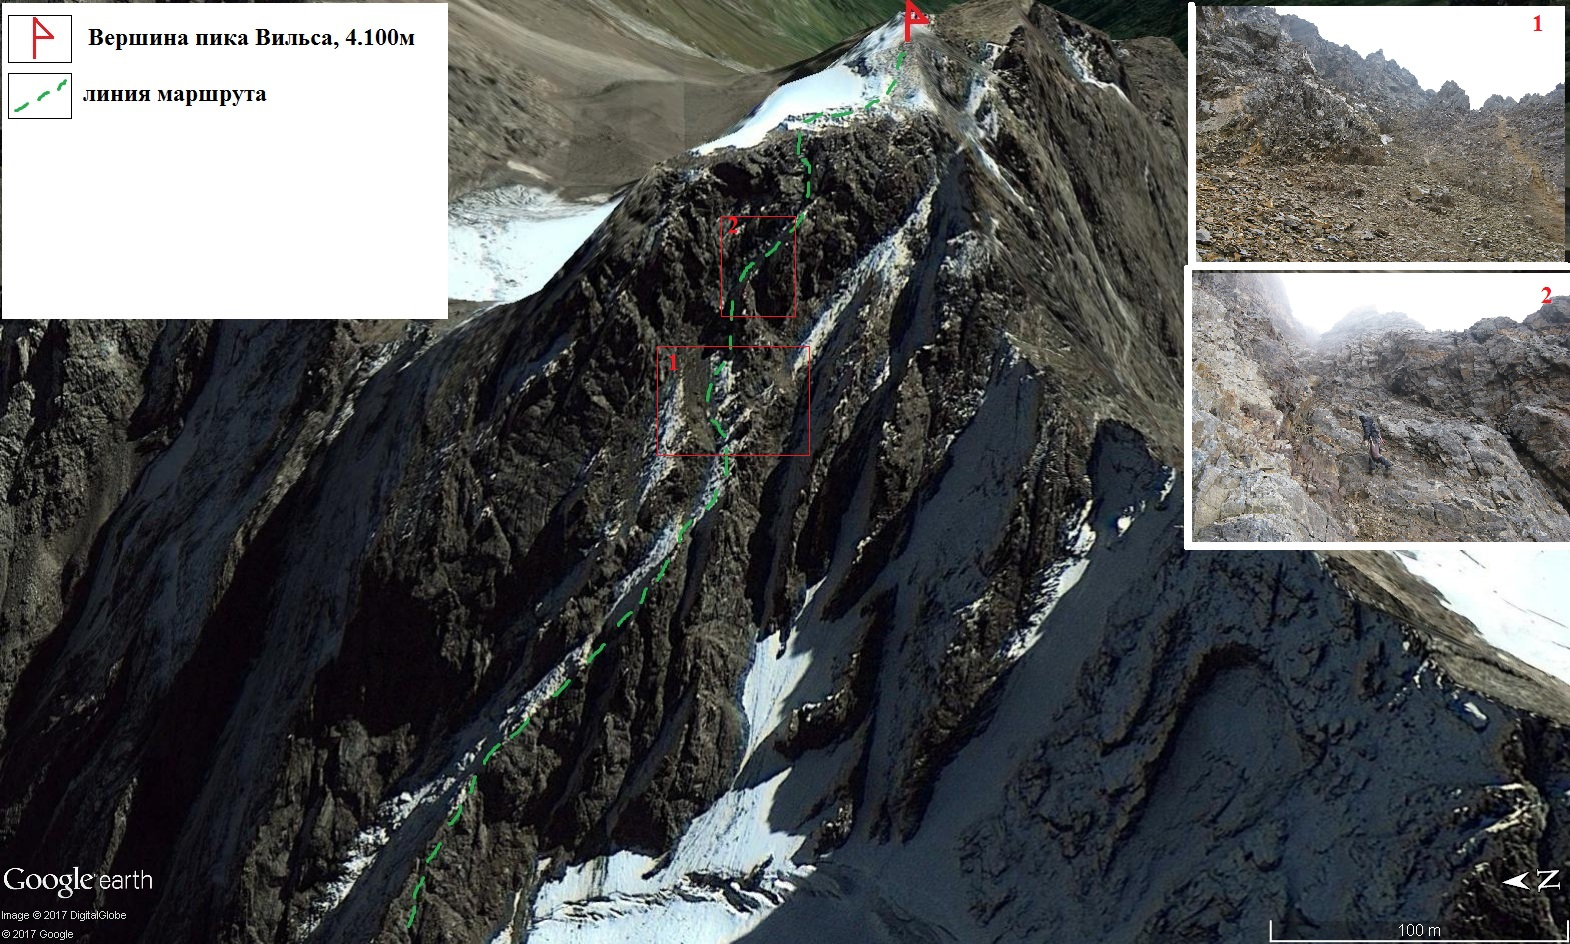 Вершина пика Вильса, 4.100м
линия маршрута
1
2
2
1
Google earth
Image © 2017 DigitalGlobe
© 2017 Google
N
100 m